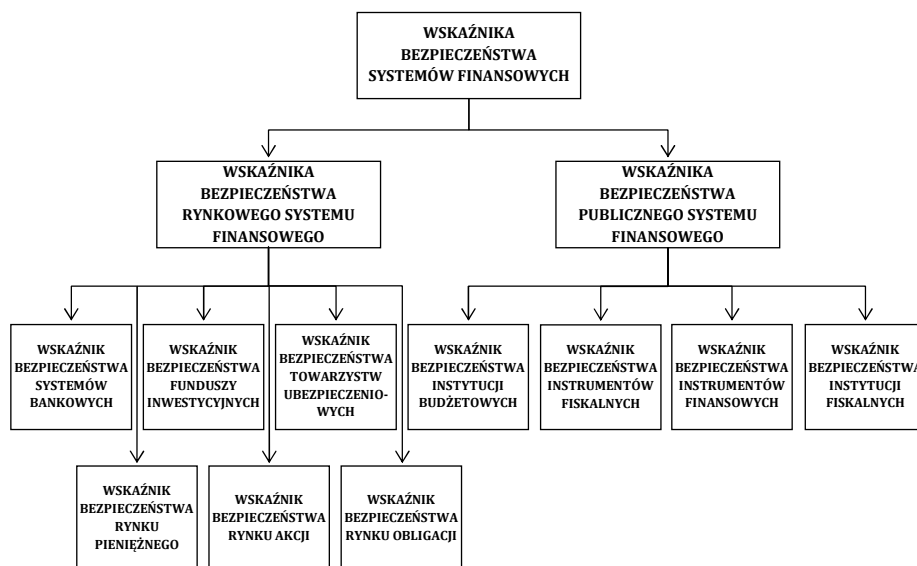 WSKAŹNIKA
BEZPIECZEŃSTWA
SYSTEMÓW FINANSOWYCH
WSKAŹNIKA
BEZPIECZEŃSTWA
RYNKOWEGO SYSTEMU
FINANSOWEGO
WSKAŹNIKA
BEZPIECZEŃSTWA
PUBLICZNEGO SYSTEMU
FINANSOWEGO
WSKAŹNIK
BEZPIECZEŃSTWA
SYSTEMÓW
BANKOWYCH
WSKAŹNIK
BEZPIECZEŃSTWA
FUNDUSZY
INWESTYCYJNYCH
WSKAŹNIK
BEZPIECZEŃSTWA
TOWARZYSTW
UBEZPIECZENIO-
WYCH
WSKAŹNIK
BEZPIECZEŃSTWA
INSTYTUCJI
BUDŻETOWYCH
WSKAŹNIK
BEZPIECZEŃSTWA
INSTRUMENTÓW
FISKALNYCH
WSKAŹNIK
BEZPIECZEŃSTWA
INSTRUMENTÓW
FINANSOWYCH
WSKAŹNIK
BEZPIECZEŃSTWA
INSTYTUCJI
FISKALNYCH
WSKAŹNIK
BEZPIECZEŃSTWA
RYNKU
PIENIĘŻNEGO
WSKAŹNIK
BEZPIECZEŃSTWA
RYNKU AKCJI
WSKAŹNIK
BEZPIECZEŃSTWA
RYNKU OBLIGACJI